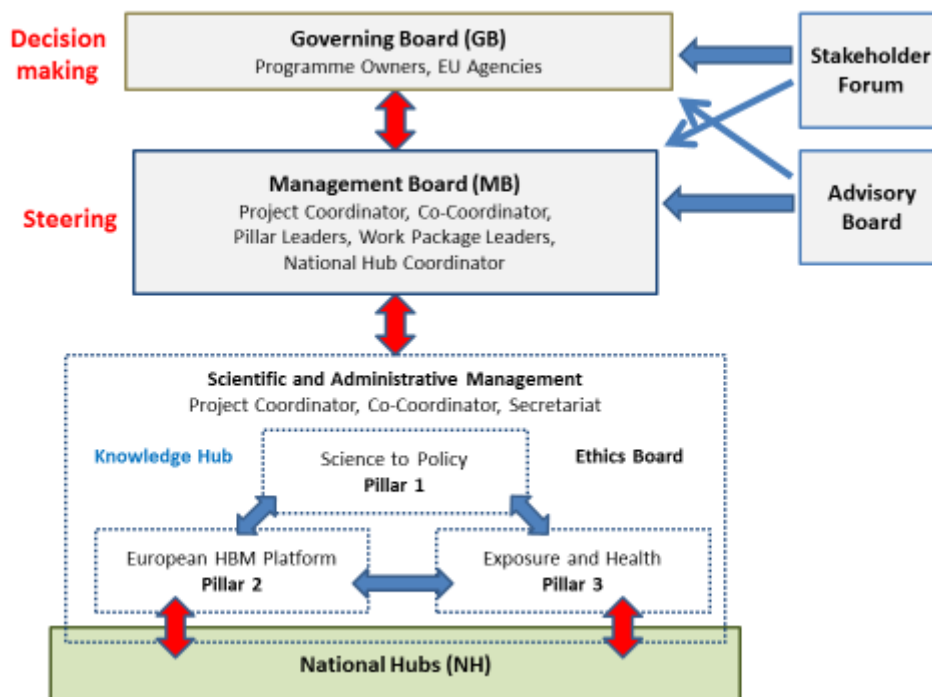 Decision
making
Governing Board (GB)
Programme Owners, EU Agencies
Stakeholder
Forum
Steering
Management Board (MB)
Project Coordinator, Co-Coordinator,
Pillar Leaders, Work Package Leaders,
National Hub Coordinator
Advisory
Board
Scientific and Administrative Management
Project Coordinator, Co-Coordinator, Secretariat
Knowledge Hub
Science to Policy
Pillar 1
Ethics Board
European HBM Platform
Pillar 2
Exposure and Health
Pillar 3
National Hubs (NH)